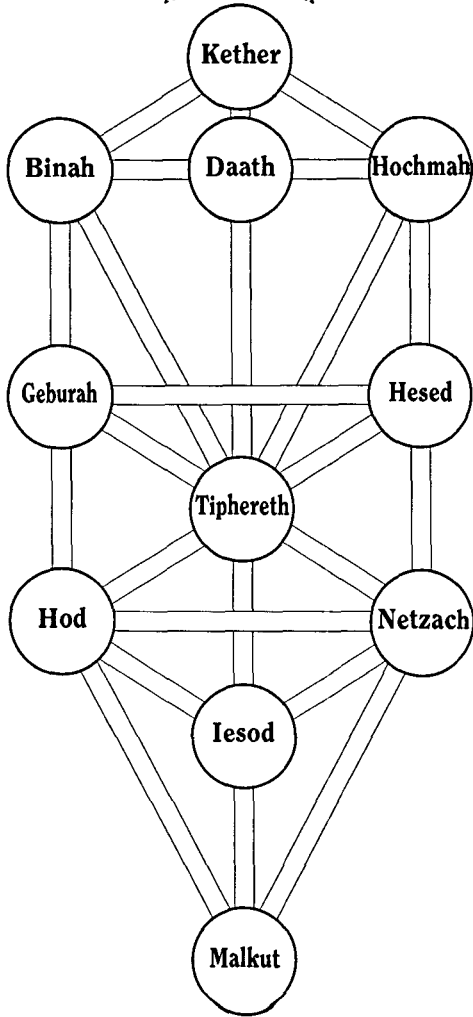 Kether
Binah
Daath
Hochmah
Geburah
Hesed
Tiphereth
Hod
Netzach
Iesod
Malkut